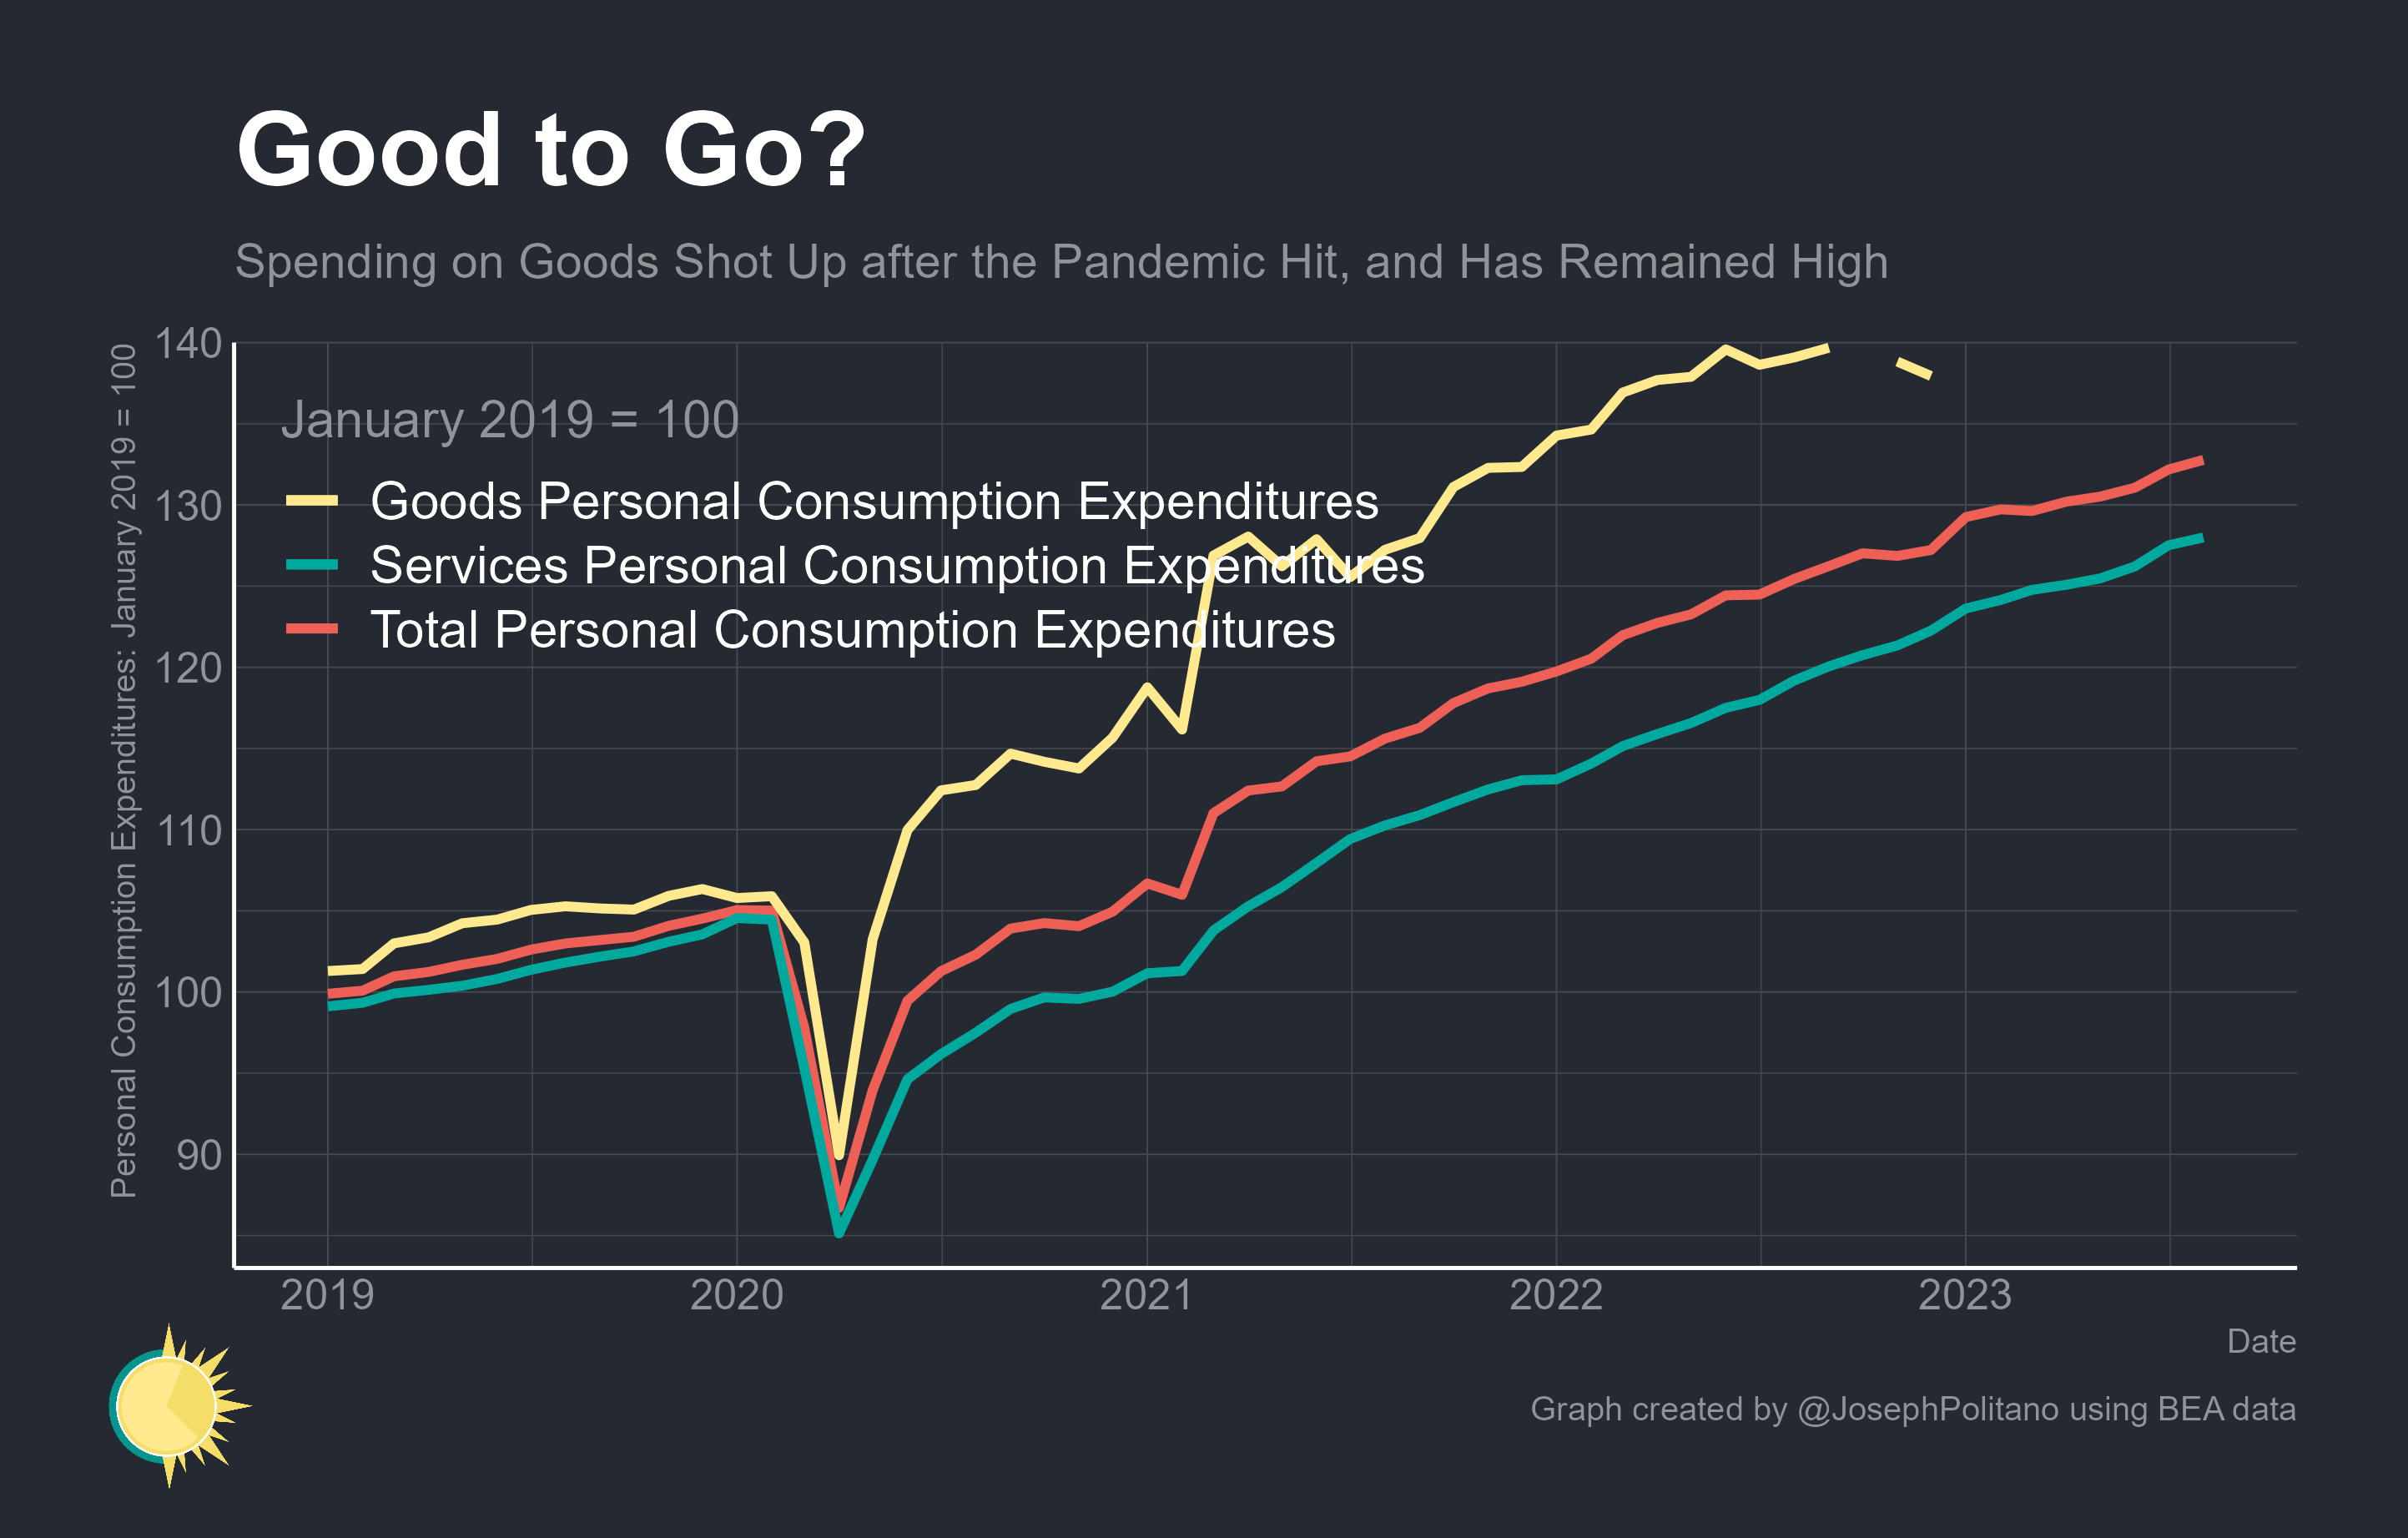 Good to Go?
Spending on Goods Shot Up after the Pandemic Hit, and Has Remained High
Personal Consumption Expenditures: January 2019 = 100
140
130
120
110
100
90
January 2019 = 100
Goods Personal Consumption Expenditures
Services Personal Consumption Expenditures
Total Personal Consumption Expenditures
2019 2020 2021 2022 2023
Date
Graph created by @JosephPolitano using BEA data